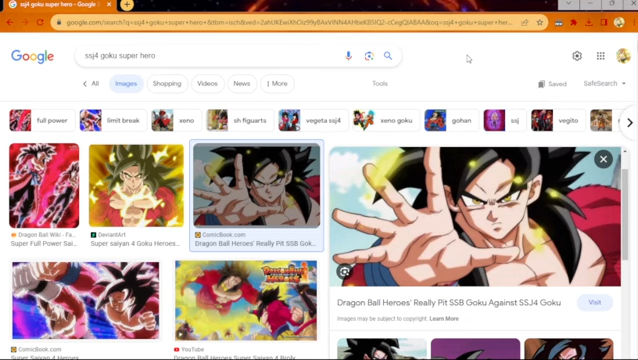 ssj4 goku super hero
google.com/search?q=ssj4+goku+super+hero
Google
ssj4 goku super hero
All
Images
Shopping
Videos
News
More
Tools
Saved
SafeSearch
full power
limit break
xeno
sh figuarts
vegeta ssj4
xeno goku
gohan
ssj
vegito
Dragon Ball Wiki - Fa...
Super Full Power Sai...
DeviantArt
Super saiyan 4 Goku Heroes...
ComicBook.com
Dragon Ball Heroes' Really Pit SSB Gok...
Dragon Ball Heroes' Really Pit SSB Goku Against SSJ4 Goku
Visit
Images may be subject to copyright. Learn More
ComicBook.com
YouTube